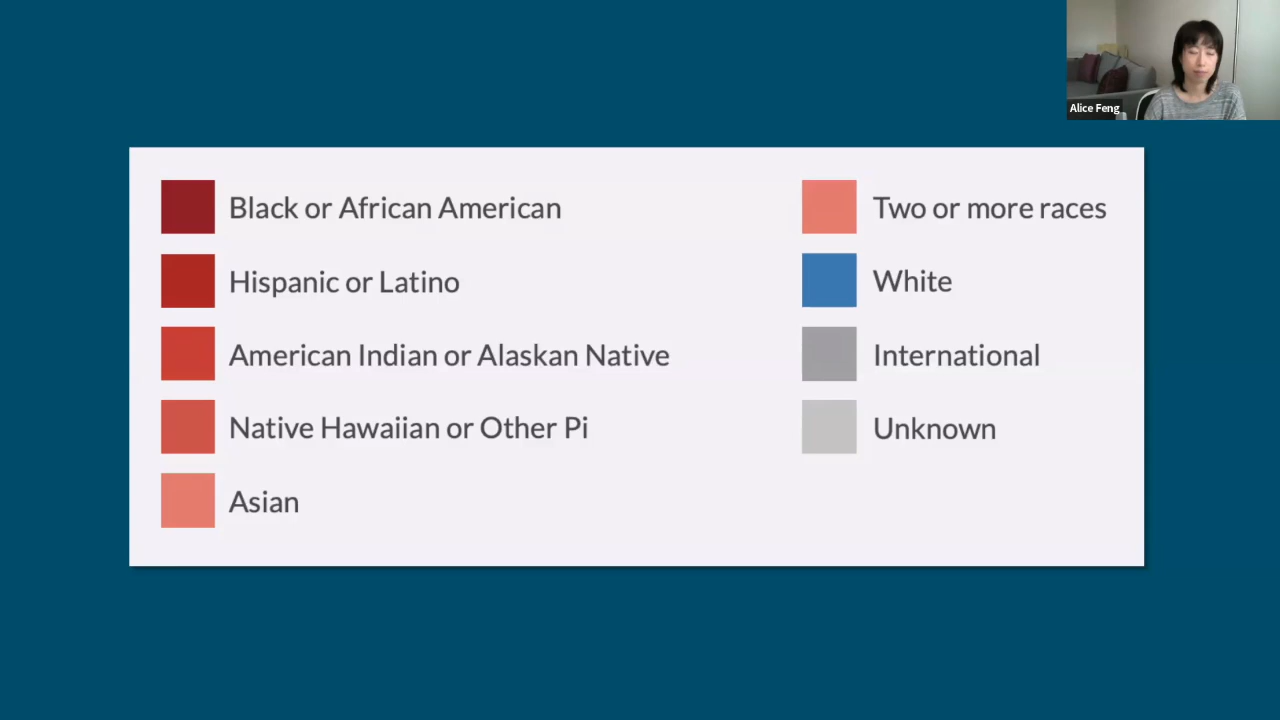 Alice Feng
Black or African American
Hispanic or Latino
American Indian or Alaskan Native
Native Hawaiian or Other Pi
Asian
Two or more races
White
International
Unknown